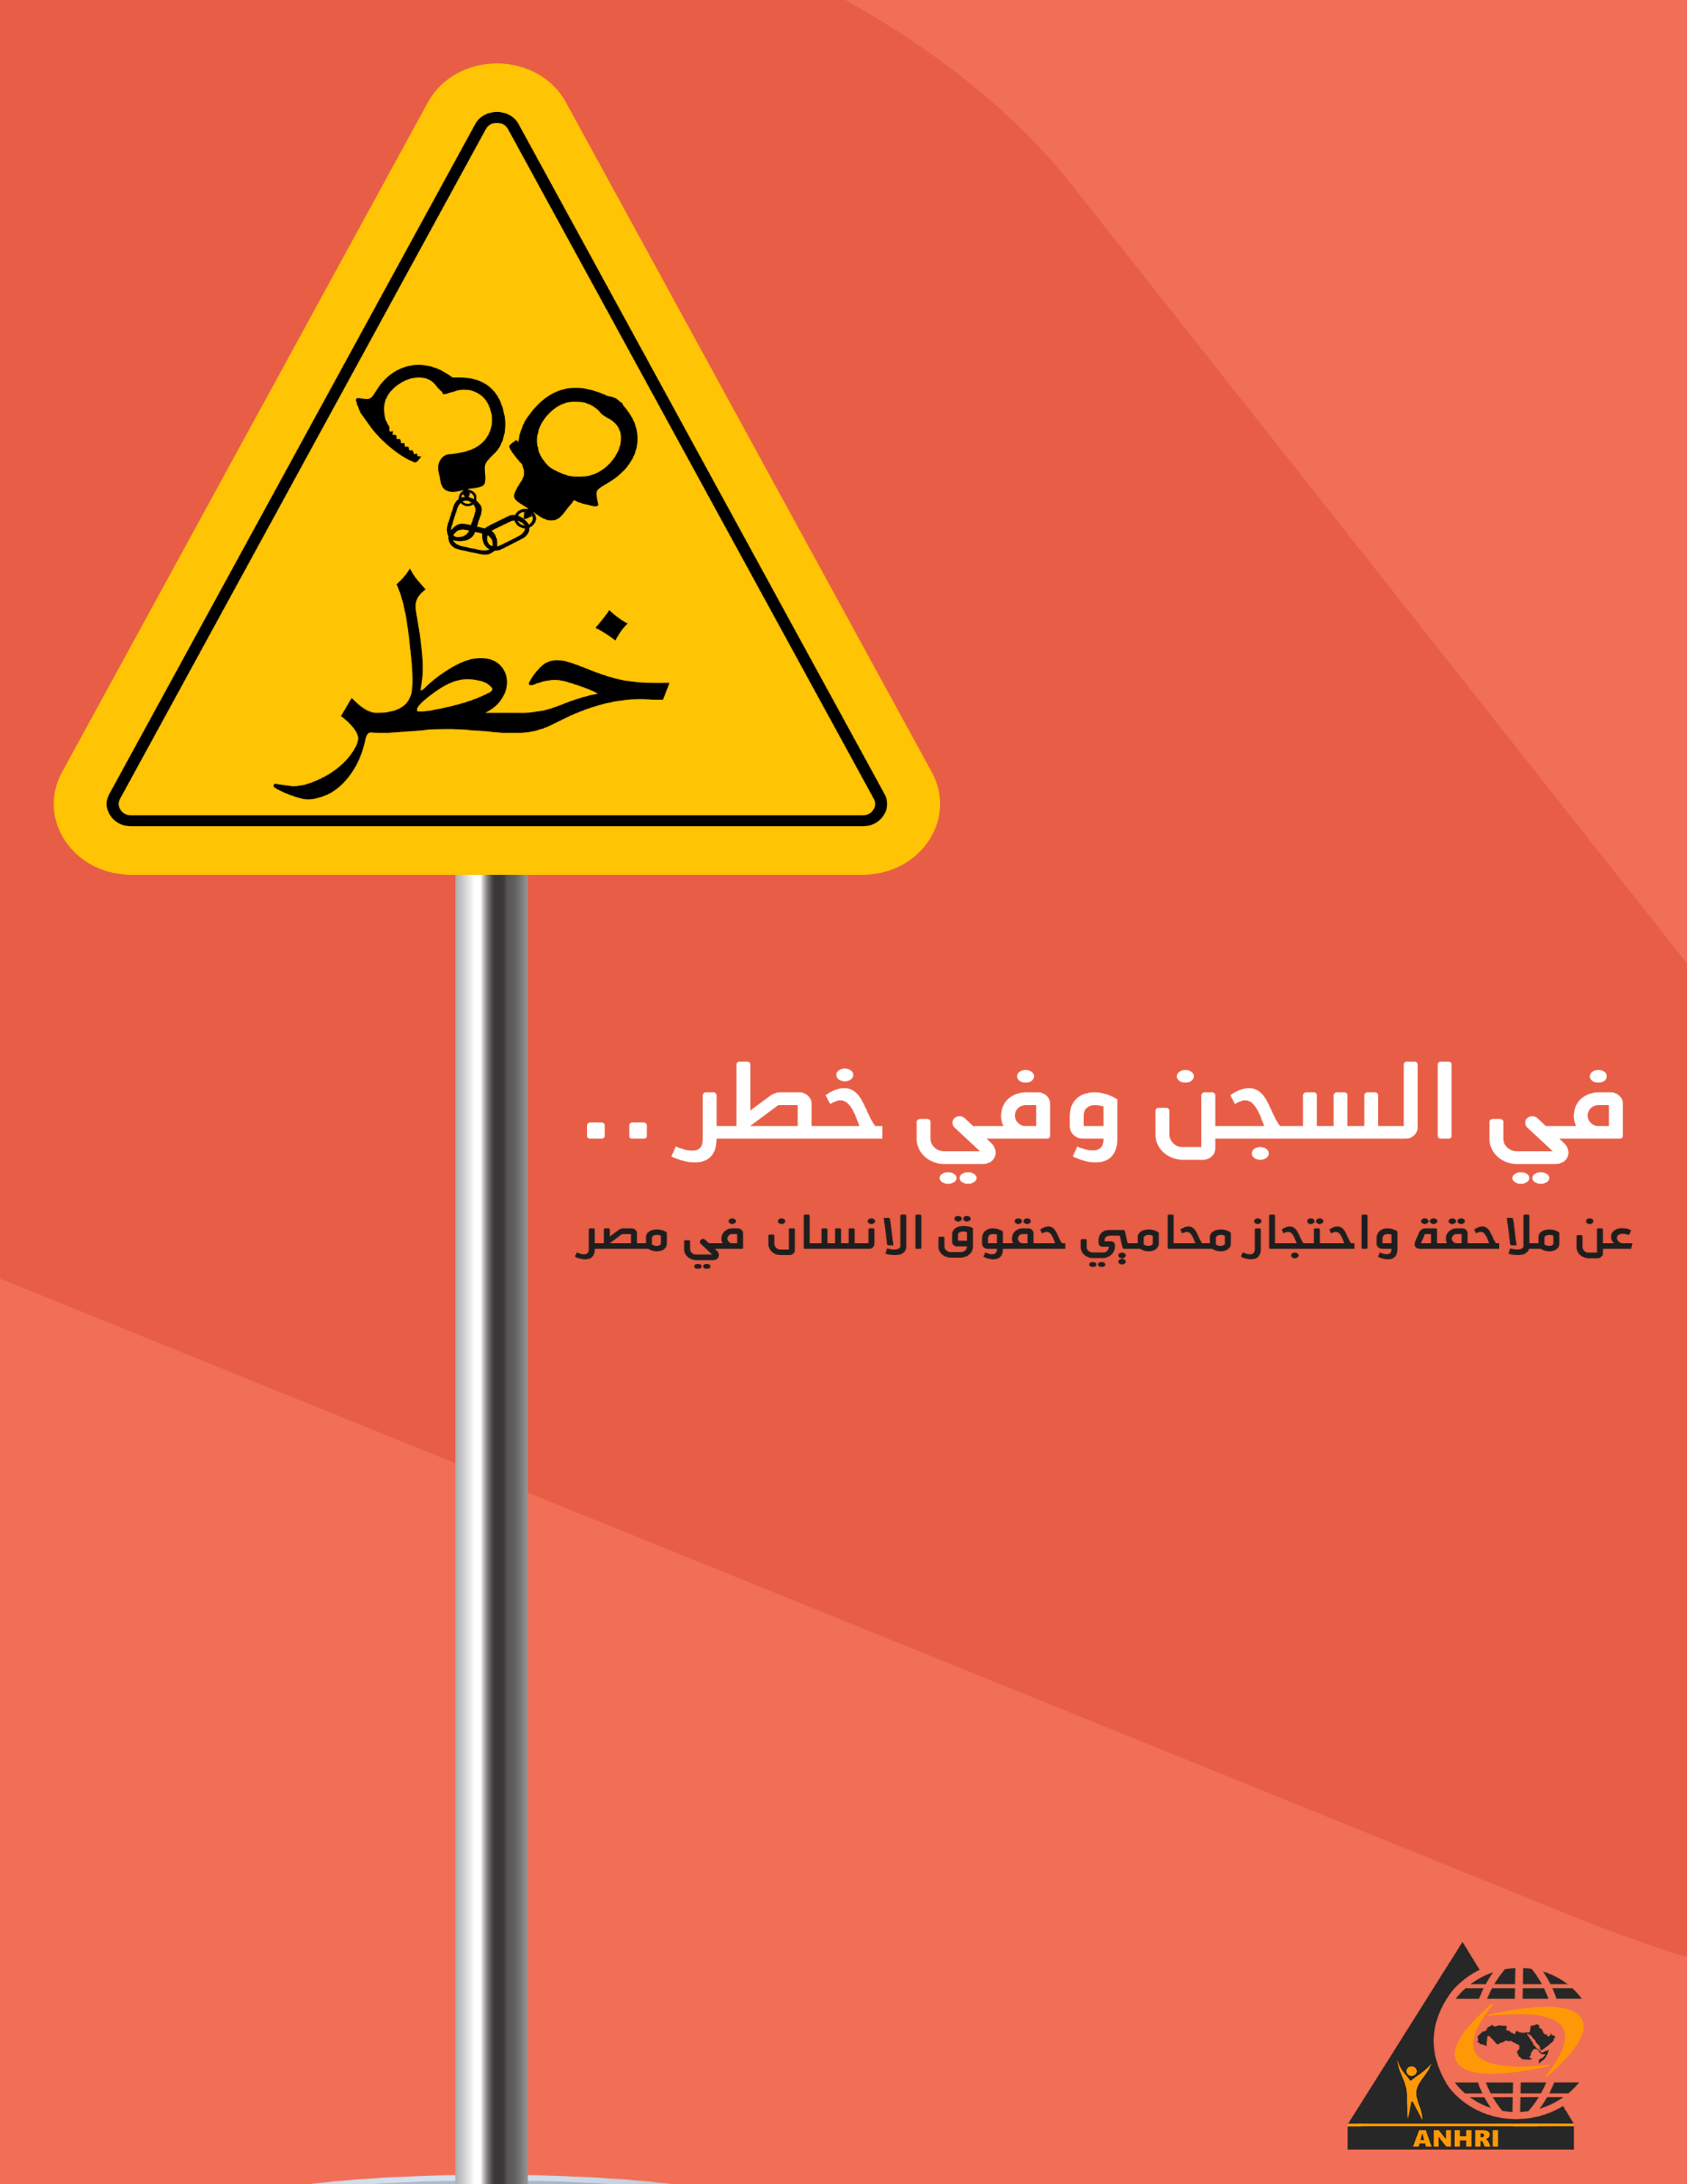 خطر
في السجن وفي خطر ..
عن ملاحقة واحتجاز محامي حقوق الانسان في مصر
ANHRI